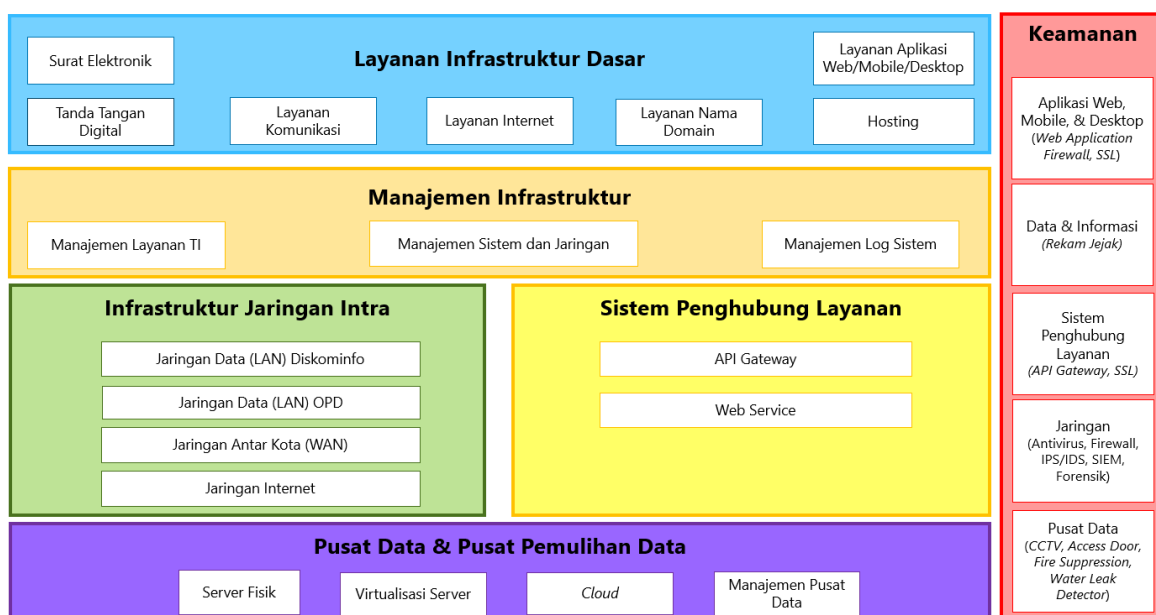 Layanan Infrastruktur Dasar
Surat Elektronik
Layanan Aplikasi
Web/Mobile/Desktop
Tanda Tangan
Digital
Layanan
Komunikasi
Layanan Internet
Layanan Nama
Domain
Hosting
Manajemen Infrastruktur
Manajemen Layanan TI
Manajemen Sistem dan Jaringan
Manajemen Log Sistem
Infrastruktur Jaringan Intra
Jaringan Data (LAN) Diskominfo
Jaringan Data (LAN) OPD
Jaringan Antar Kota (WAN)
Jaringan Internet
Sistem Penghubung Layanan
API Gateway
Web Service
Pusat Data & Pusat Pemulihan Data
Server Fisik
Virtualisasi Server
Cloud
Manajemen Pusat
Data
Keamanan
Aplikasi Web,
Mobile, & Desktop
(Web Application
Firewall, SSL)
Data & Informasi
(Rekam Jejak)
Sistem
Penghubung
Layanan
(API Gateway, SSL)
Jaringan
(Antivirus, Firewall,
IPS/IDS, SIEM,
Forensik)
Pusat Data
(CCTV, Access Door,
Fire Suppression,
Water Leak
Detector)